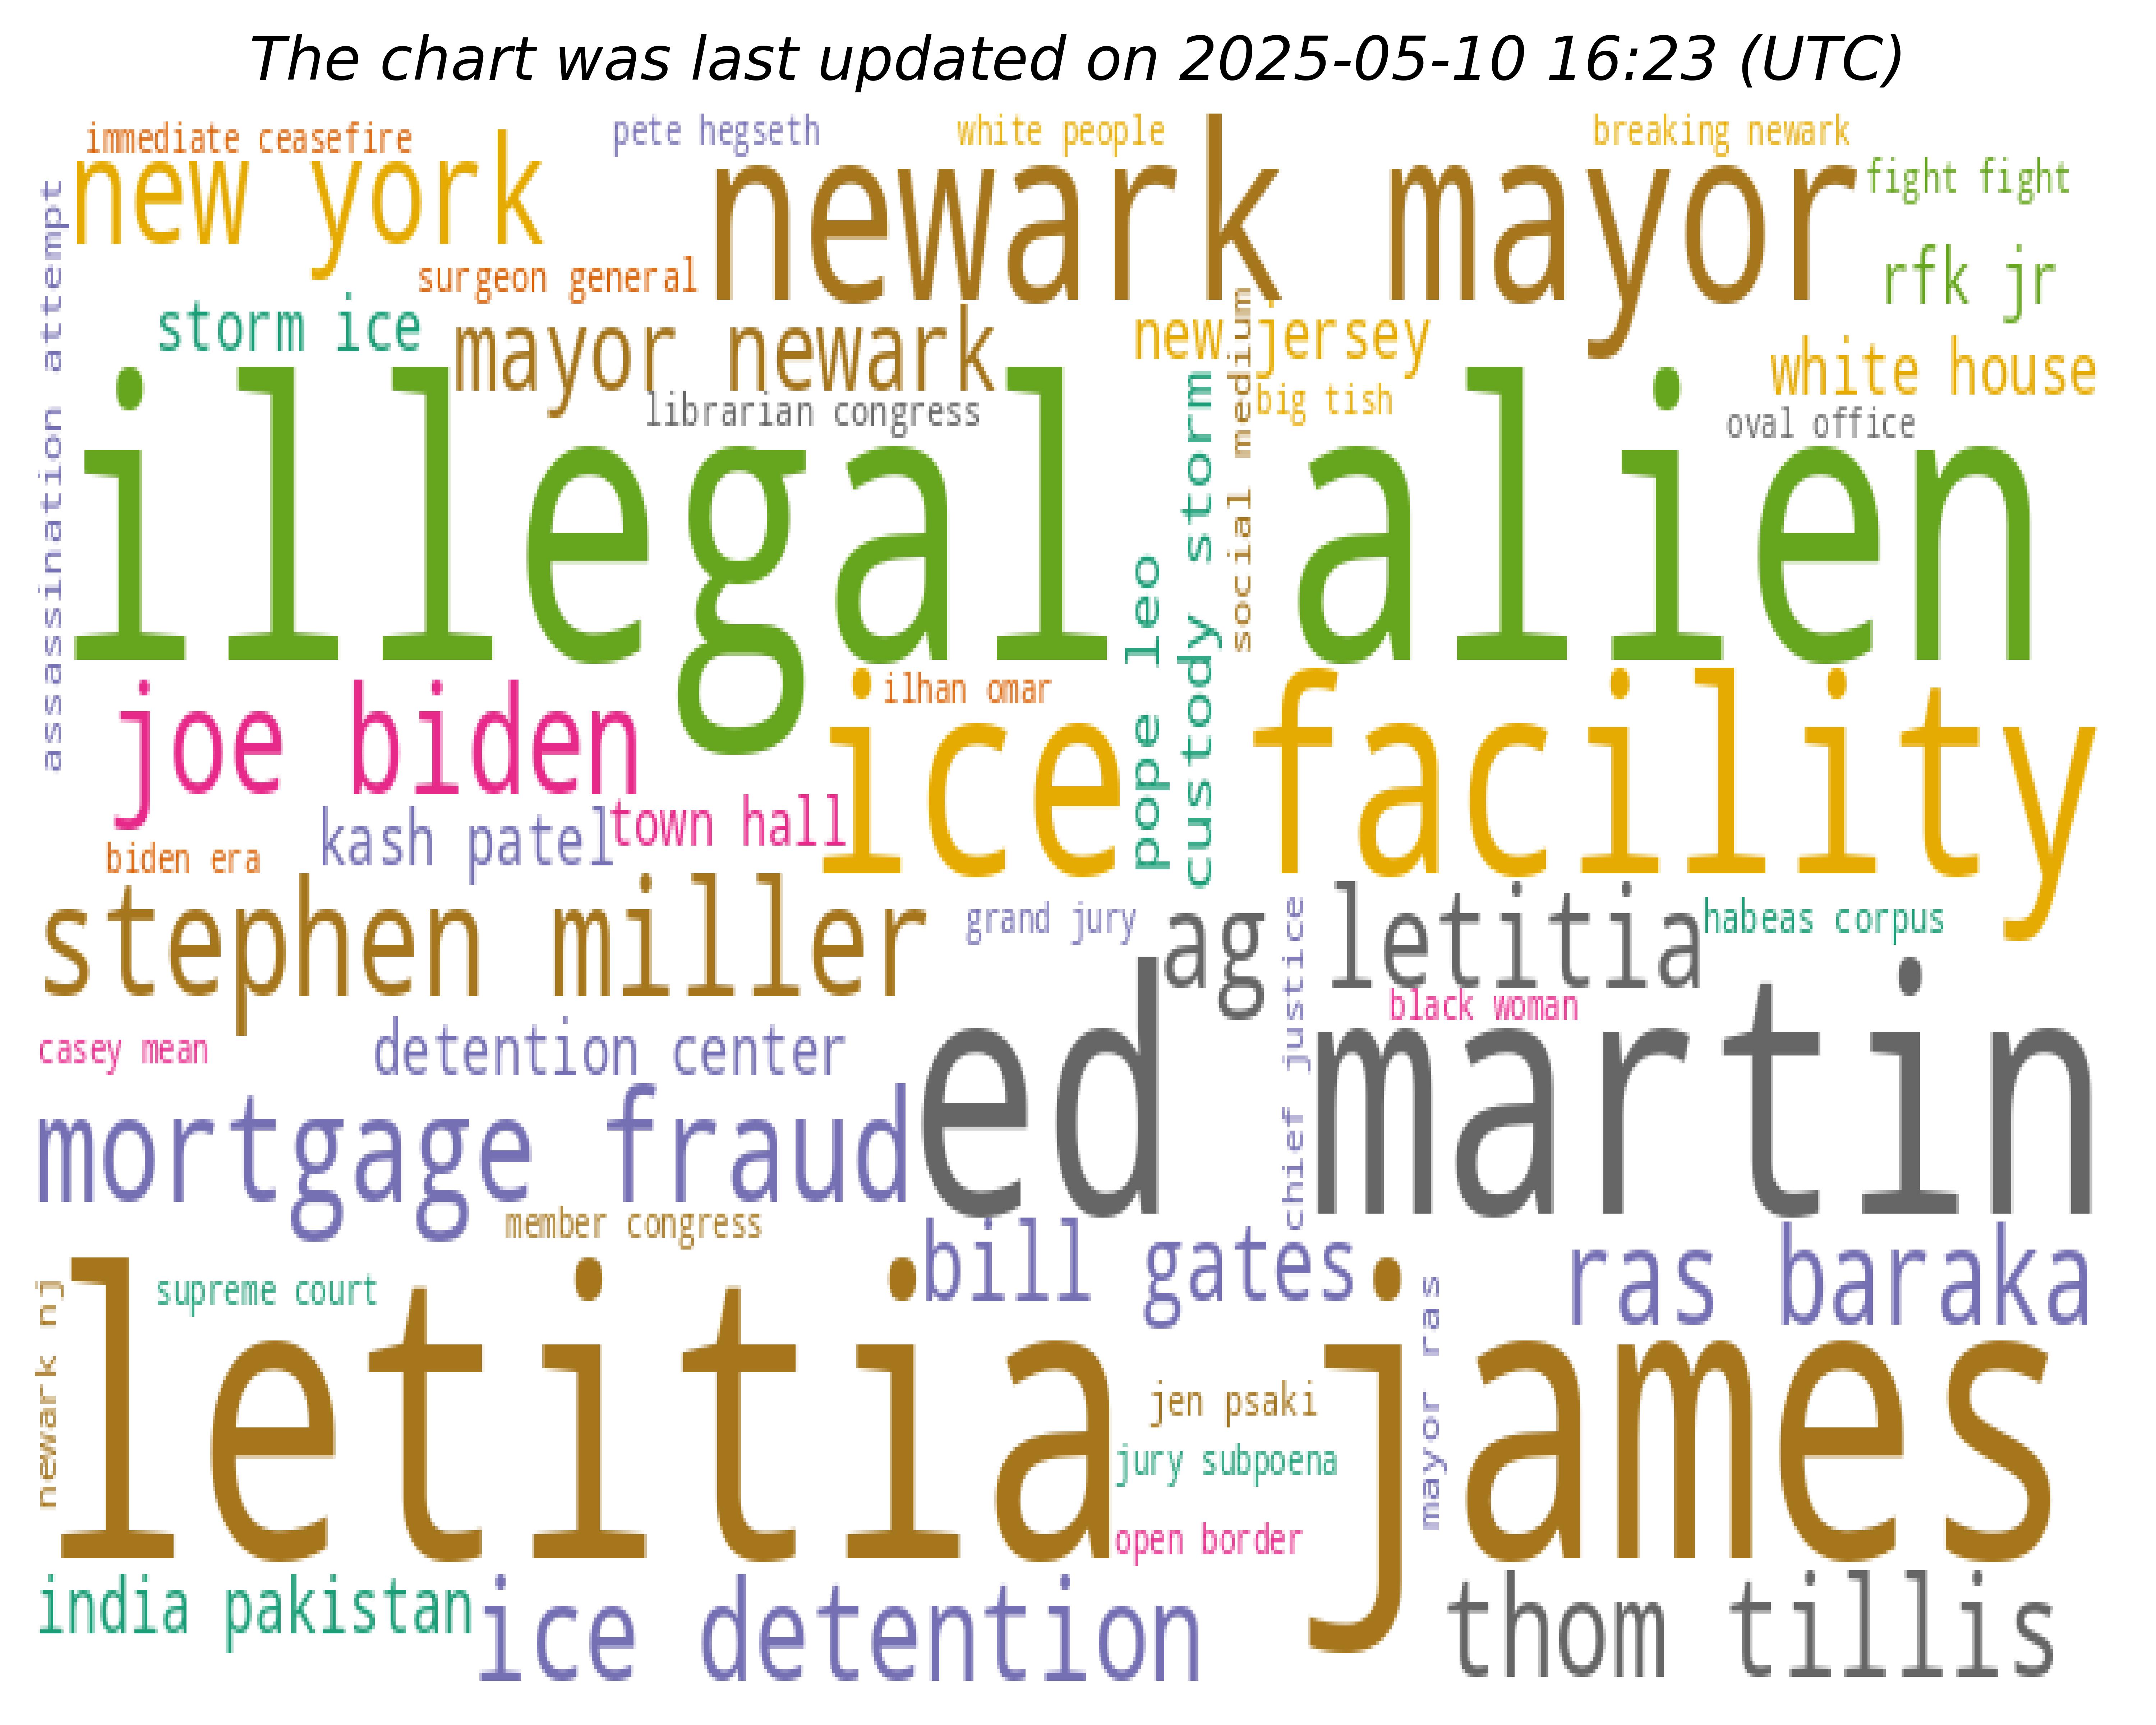 The chart was last updated on 2025-05-10 16:23 (UTC)
immediate ceasefire
pete hegseth
white people
breaking newark
new york
newark mayor
fight fight
assassination attempt
surgeon general
rfk jr
storm ice
mayor newark
new jersey
social medium
white house
librarian congress
big tish
oval office
illegal alien
custody storm
pope leo
joe biden
ilhan omar
ice facility
kash patel
town hall
biden era
stephen miller
grand jury
ag letitia
habeas corpus
chief justice
black woman
casey mean
detention center
ed martin
mortgage fraud
member congress
bill gates
ras baraka
supreme court
newark nj
letitia james
mayor ras
jen psaki
jury subpoena
open border
india pakistan
ice detention
thom tillis